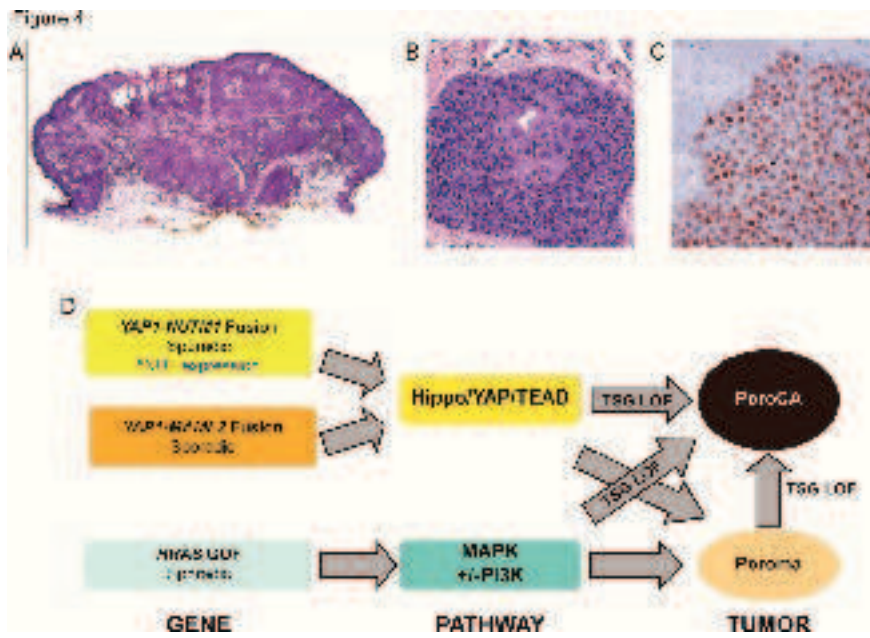 Figure 4
A
B
C
D
YAP1-NUTM1 Fusion
Sporadic
expression
YAP1-MAML2 Fusion
Sporadic
HRAS GOF
Sporadic
Hippo/YAP/TEAD
MAPK
+/-PI3K
TSG LOF
TSG LOF
TSG LOF
PoroCA
Poroma
GENE
PATHWAY
TUMOR